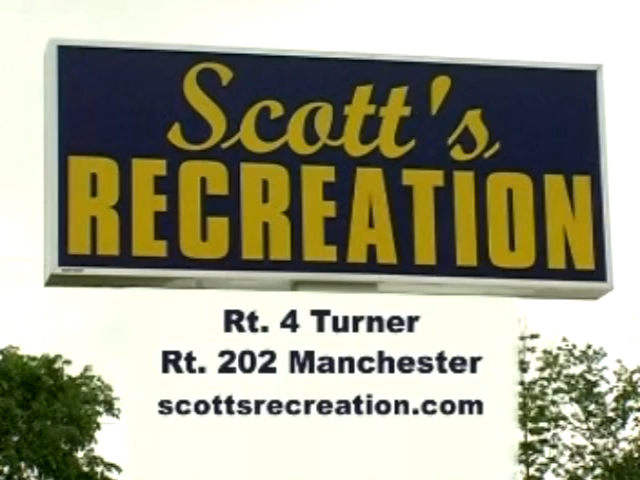 Scott's
RECREATION
Rt. 4 Turner
Rt. 202 Manchester
scottsrecreation.com